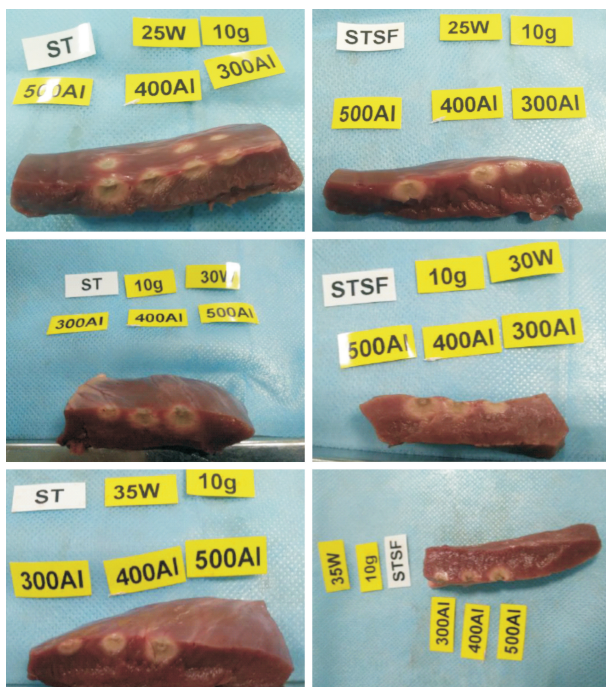 ST 25W 10g
500AI 400AI 300AI
STSF 25W 10g
500AI 400AI 300AI
ST 10g 30W
300AI 400AI 500AI
STSF 10g 30W
500AI 400AI 300AI
ST 35W 10g
300AI 400AI 500AI
35W
10g
STSF
300AI
400AI
500AI